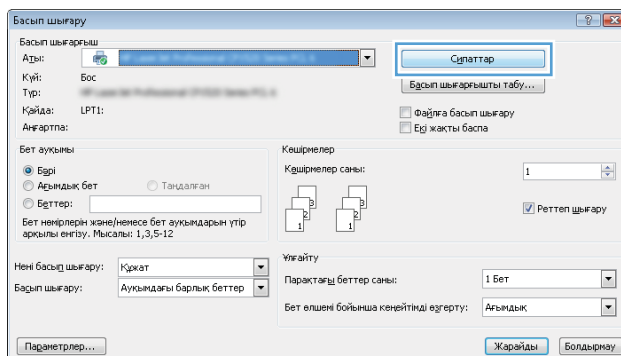 Басып шығару
Басып шығарғыш
Аты:
Сипаттар
Күй: Бос
Түр:
Басып шығарғышты табу...
Қайда: LPT1:
Файлға басып шығару
Аңғартпа:
Екі жақты баспа
Бет ауқымы
Бәрі
Ағымдық бет
Таңдалған
Беттер:
Бет нөмірлерін және/немесе бет ауқымдарын үтір
арқылы енгізу. Мысалы: 1,3,5-12
Көшірмелер
Көшірмелер саны: 1
Реттеп шығару
Нені басып шығару: Құжат
Басып шығару: Ауқымдағы барлық беттер
Ұлғайту
Парақтағы беттер саны: 1 Бет
Бет өлшемі бойынша кеңейтімді өзгерту: Ағымдық
Параметрлер...
Жарайды
Болдырмау